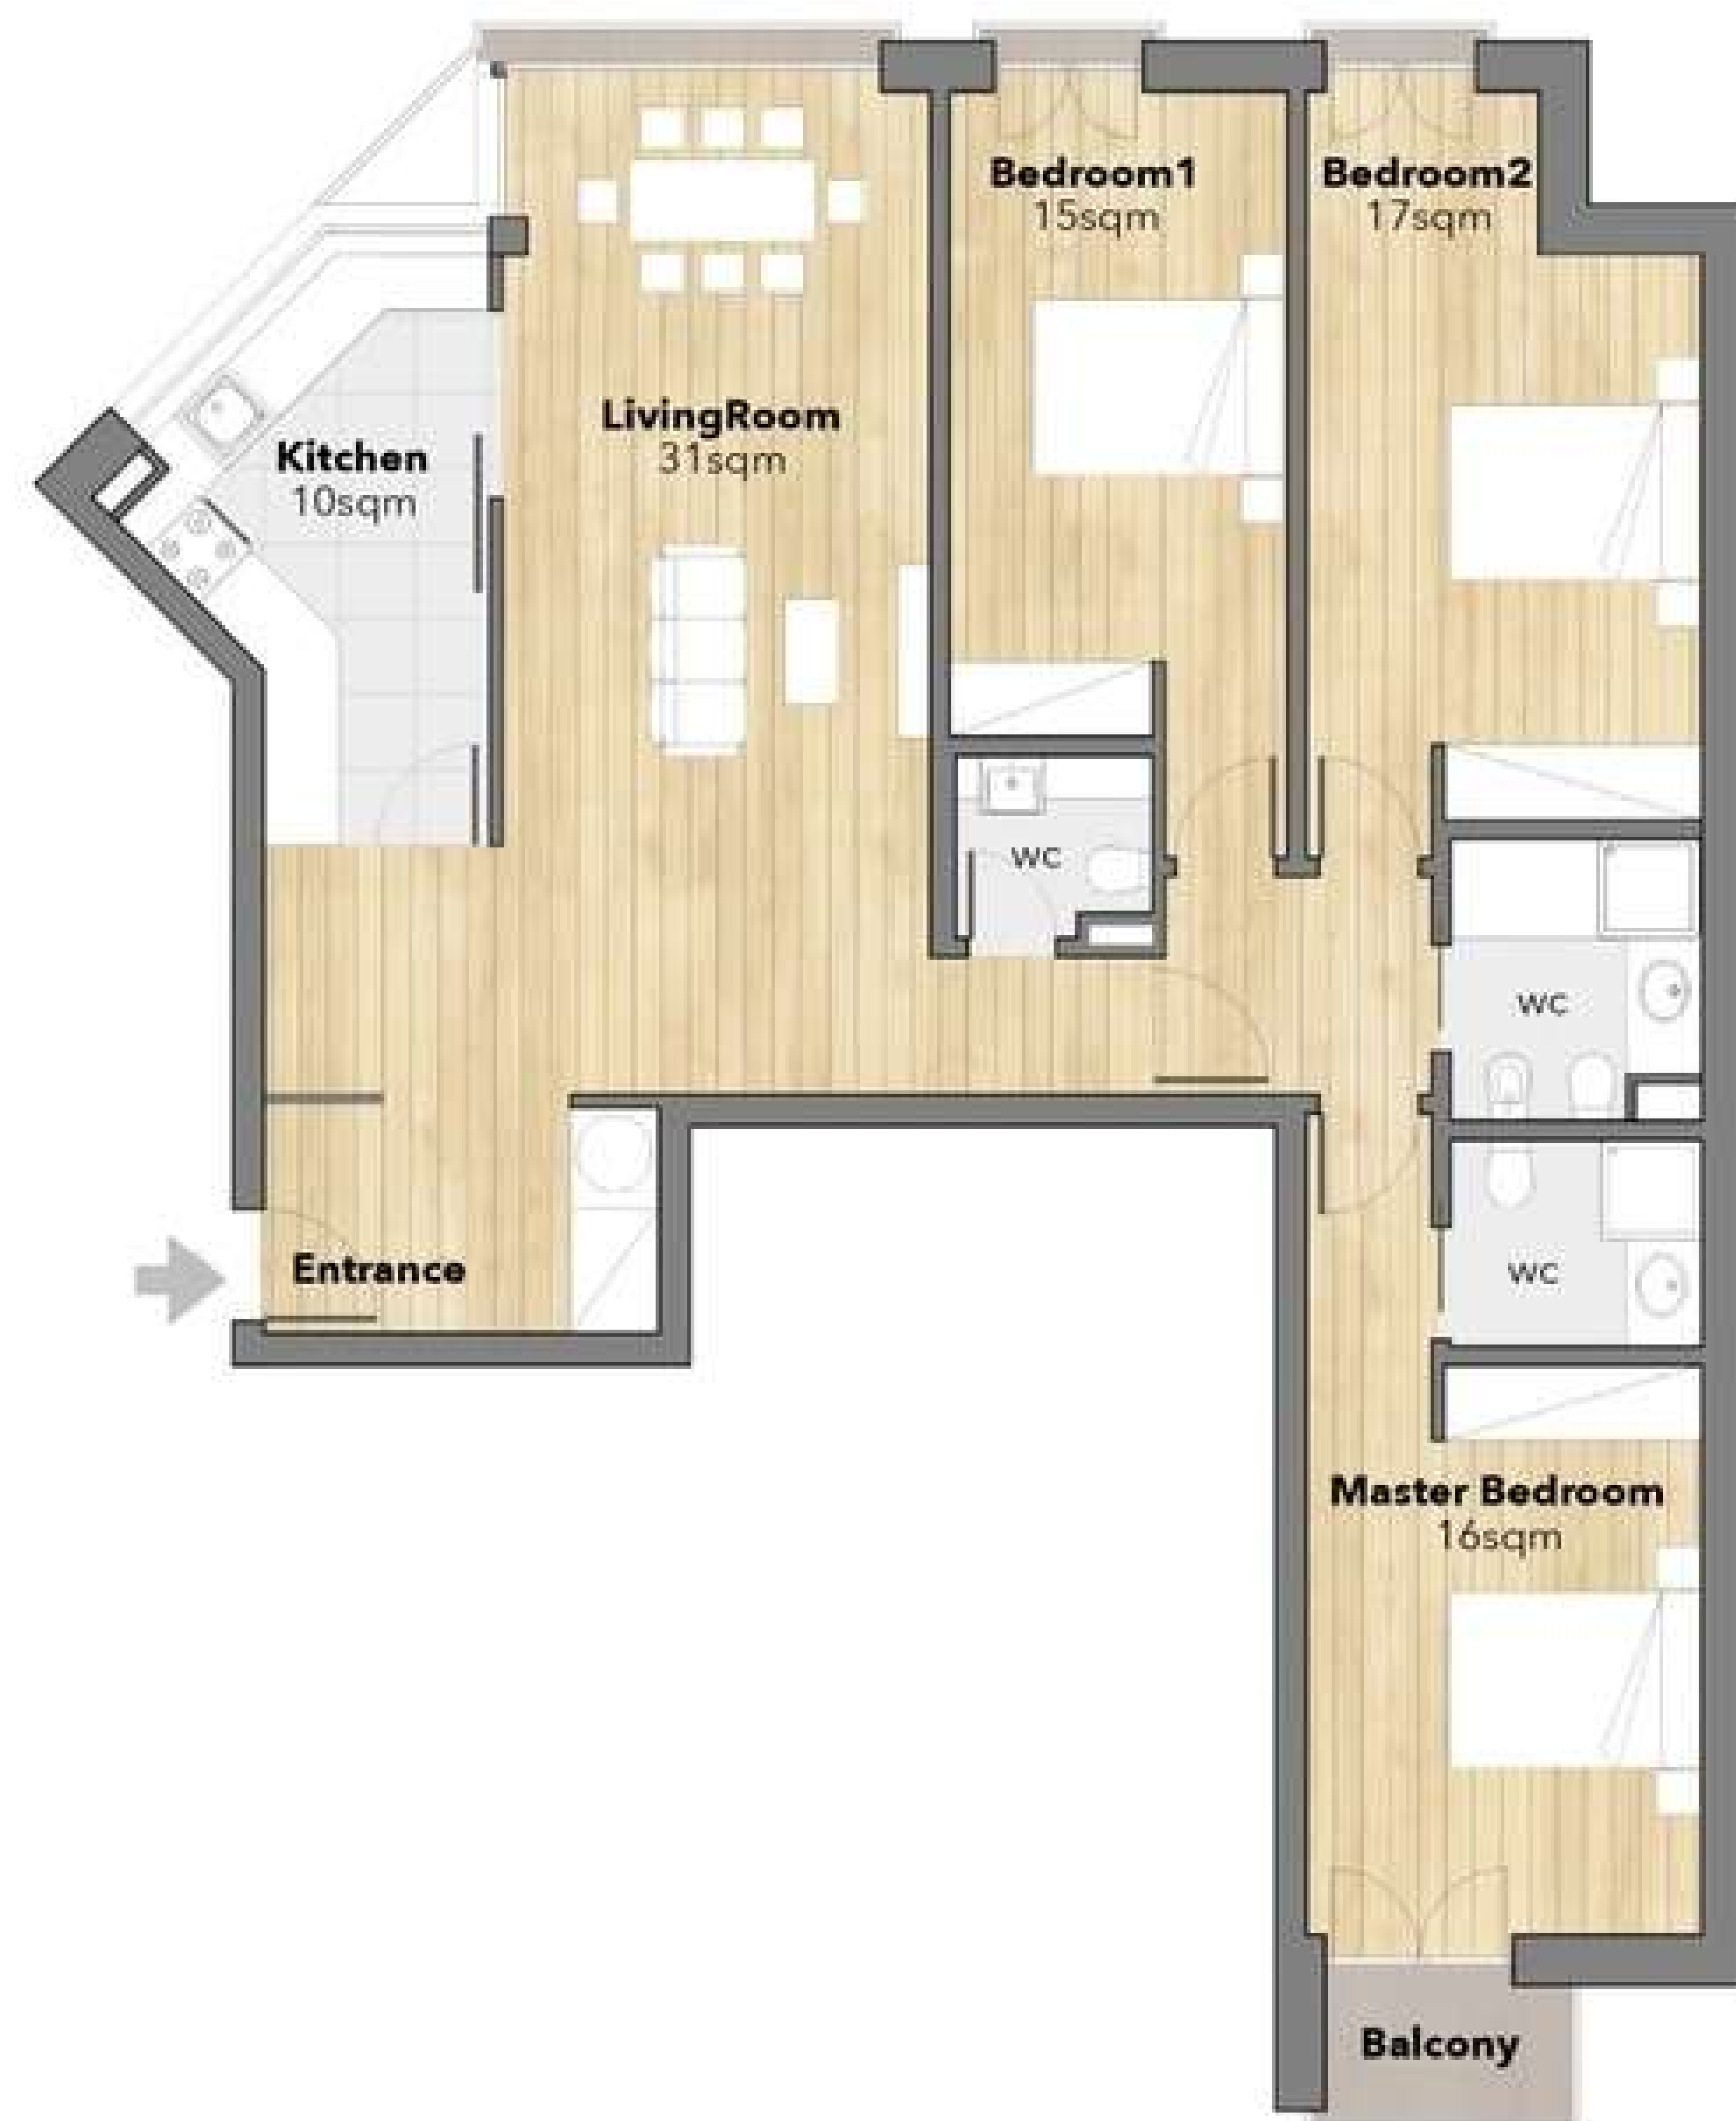 Bedroom1
15sqm
Bedroom2
17sqm
LivingRoom
31sqm
Kitchen
10sqm
WC
WC
Entrance
WC
Master Bedroom
16sqm
Balcony